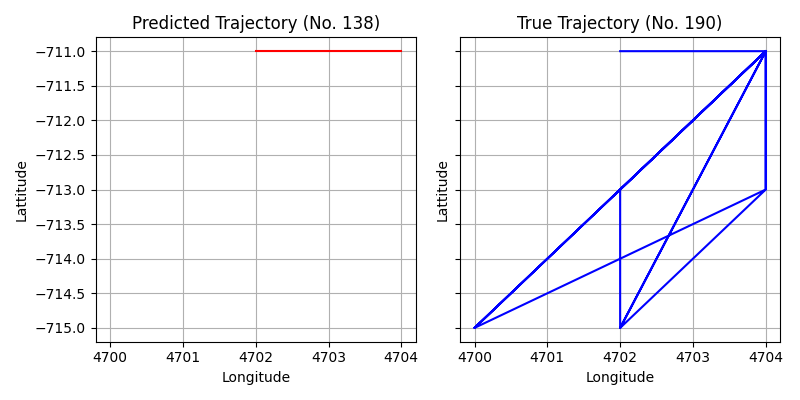 Predicted Trajectory (No. 138)
−711.0
−711.5
−712.0
−712.5
−713.0
−713.5
−714.0
−714.5
−715.0
Lattitude
4700 4701 4702 4703 4704
Longitude
True Trajectory (No. 190)
Lattitude
4700 4701 4702 4703 4704
Longitude